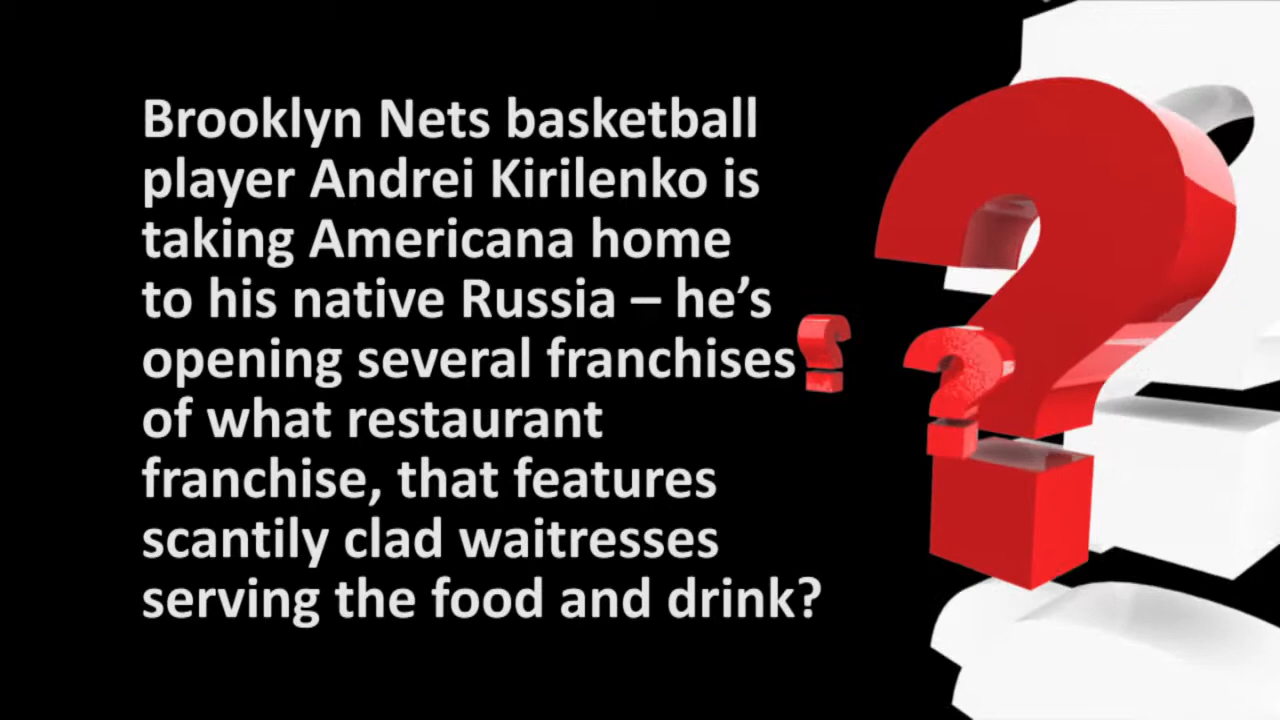 Brooklyn Nets basketball
player Andrei Kirilenko is
taking Americana home
to his native Russia – he’s
opening several franchises
of what restaurant
franchise, that features
scantily clad waitresses
serving the food and drink?